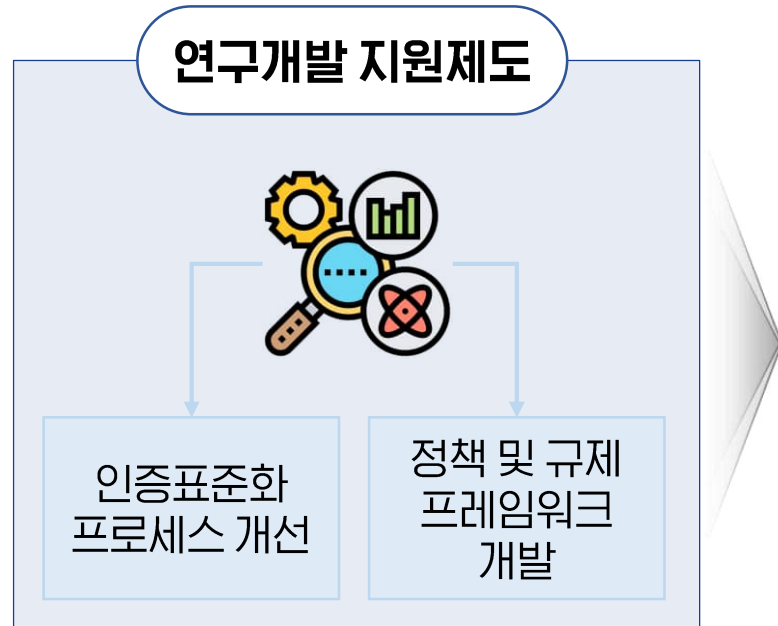 연구개발 지원제도
인증표준화
프로세스 개선
정책 및 규제
프레임워크
개발